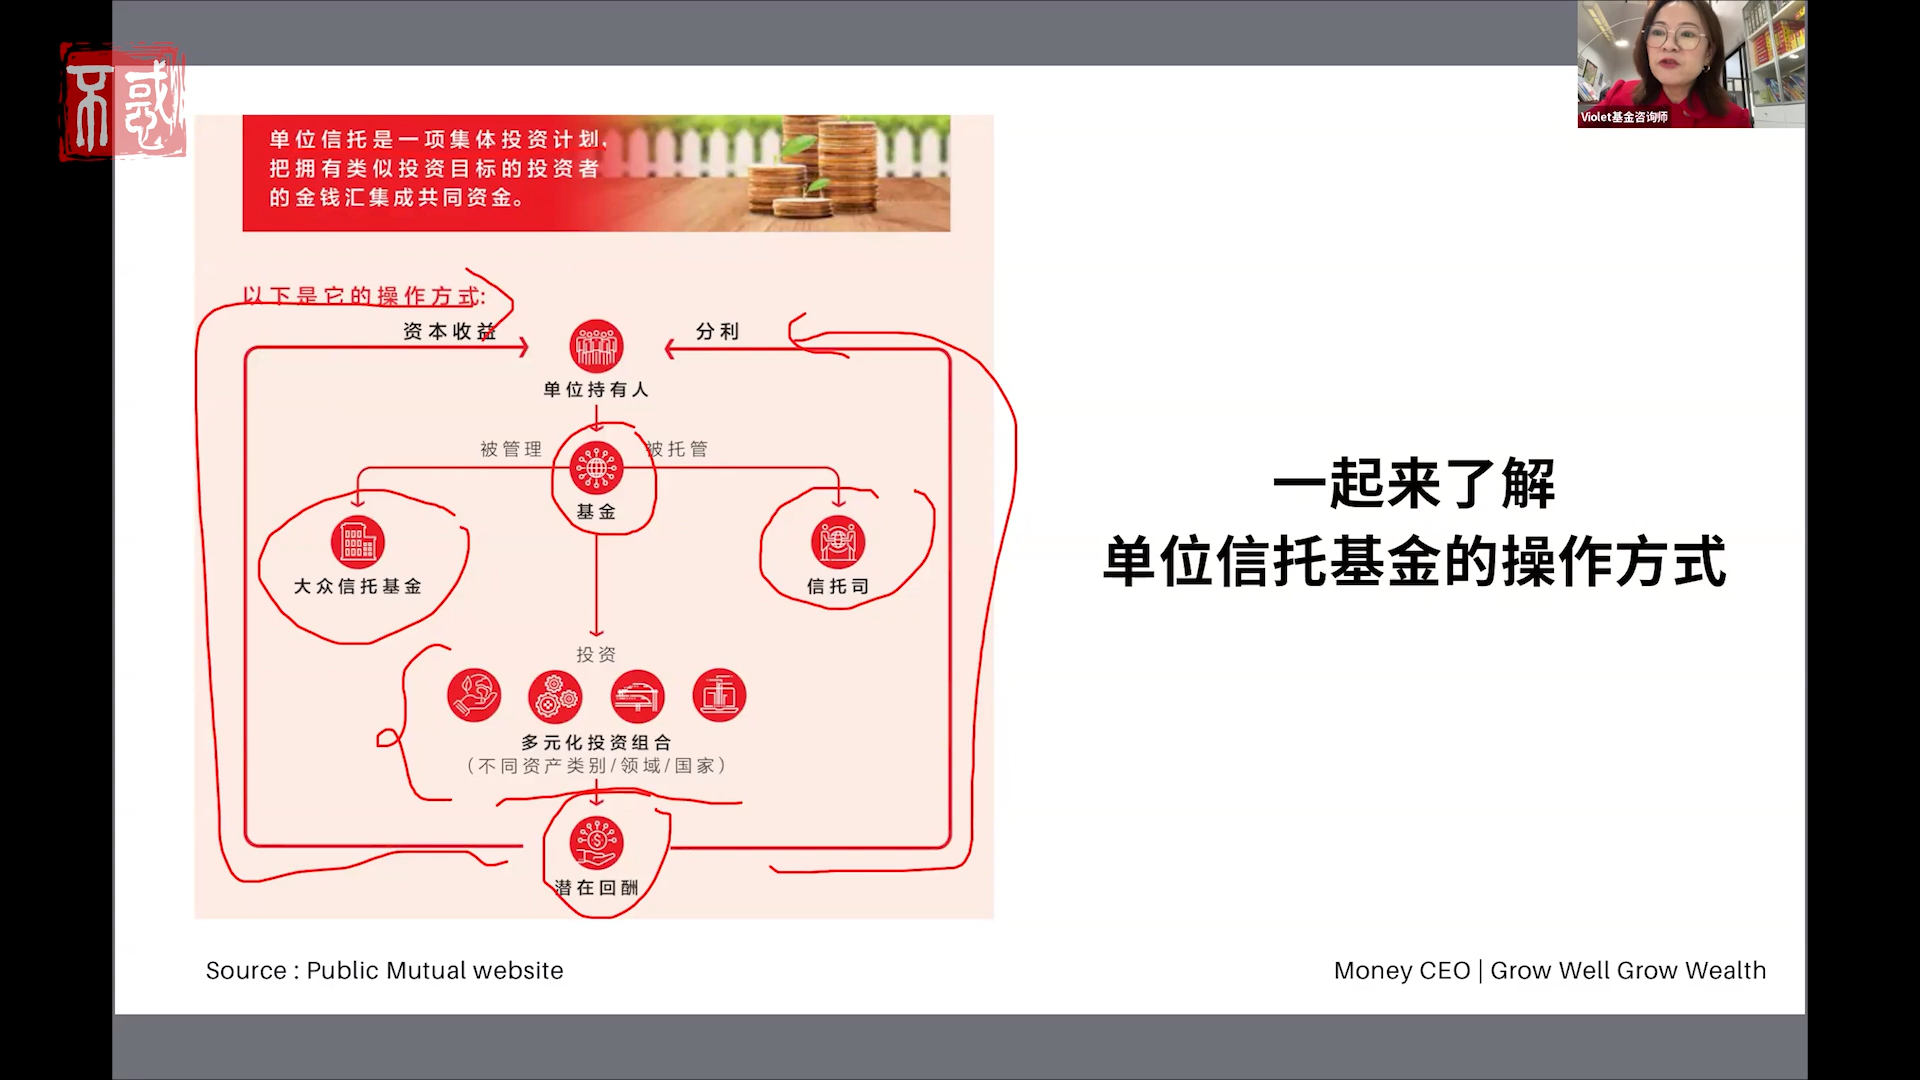 不惑
Violet基金咨询师
单位信托是一项集体投资计划,
把拥有类似投资目标的投资者
的金钱汇集成共同资金。
以下是它的操作方式:
资本收益
分利
单位持有人
被管理
被托管
基金
大众信托基金
信托司
投资
多元化投资组合
（不同资产类别/领域/国家）
潜在回酬
一起来了解
单位信托基金的操作方式
Source : Public Mutual website
Money CEO | Grow Well Grow Wealth